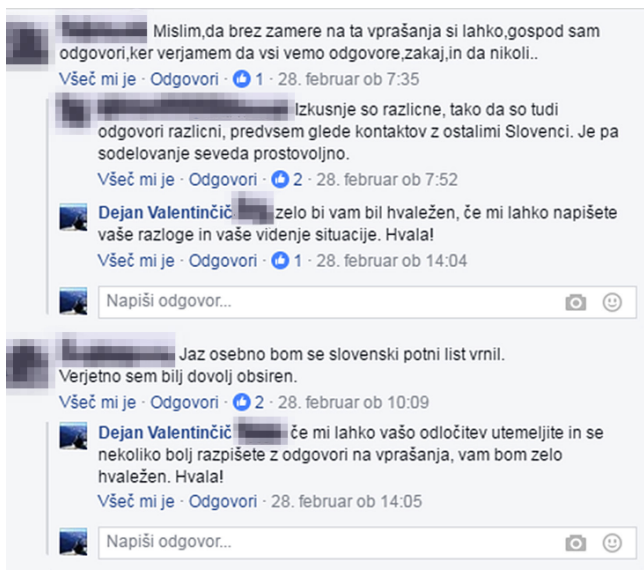 Mislim,da brez zamere na ta vprašanja si lahko,gospod sam
odgovori,ker verjamem da vsi vemo odgovore,zakaj,in da nikoli..
Všeč mi je · Odgovori · 1 · 28. februar ob 7:35
Izkusnje so razlicne, tako da so tudi
odgovori razlicni, predvsem glede kontaktov z ostalimi Slovenci. Je pa
sodelovanje seveda prostovoljno.
Všeč mi je · Odgovori · 2 · 28. februar ob 7:52
Dejan Valentinčič zelo bi vam bil hvaležen, če mi lahko napišete
vaše razloge in vaše videnje situacije. Hvala!
Všeč mi je · Odgovori · 1 · 28. februar ob 14:04
Napiši odgovor...
Jaz osebno bom se slovenski potni list vrnil.
Verjetno sem bilj dovolj obsiren.
Všeč mi je · Odgovori · 2 · 28. februar ob 10:09
Dejan Valentinčič če mi lahko vašo odločitev utemeljite in se
nekoliko bolj razpišete z odgovori na vprašanja, vam bom zelo
hvaležen. Hvala!
Všeč mi je · Odgovori · 28. februar ob 14:05
Napiši odgovor...